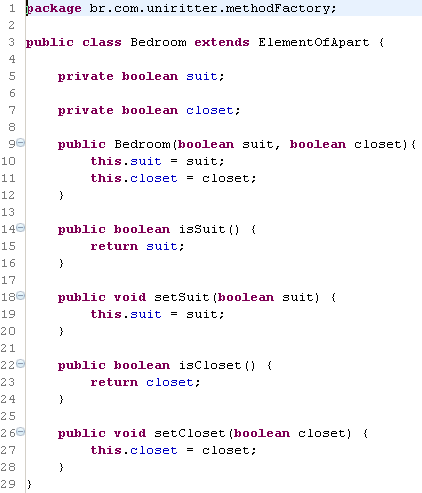 1 package br.com.uniritter.methodFactory;
2
3 public class Bedroom extends ElementOfApart {
4
5     private boolean suit;
6
7     private boolean closet;
8
9     public Bedroom(boolean suit, boolean closet){
10         this.suit = suit;
11         this.closet = closet;
12     }
13
14     public boolean isSuit() {
15         return suit;
16     }
17
18     public void setSuit(boolean suit) {
19         this.suit = suit;
20     }
21
22     public boolean isCloset() {
23         return closet;
24     }
25
26     public void setCloset(boolean closet) {
27         this.closet = closet;
28     }
29 }